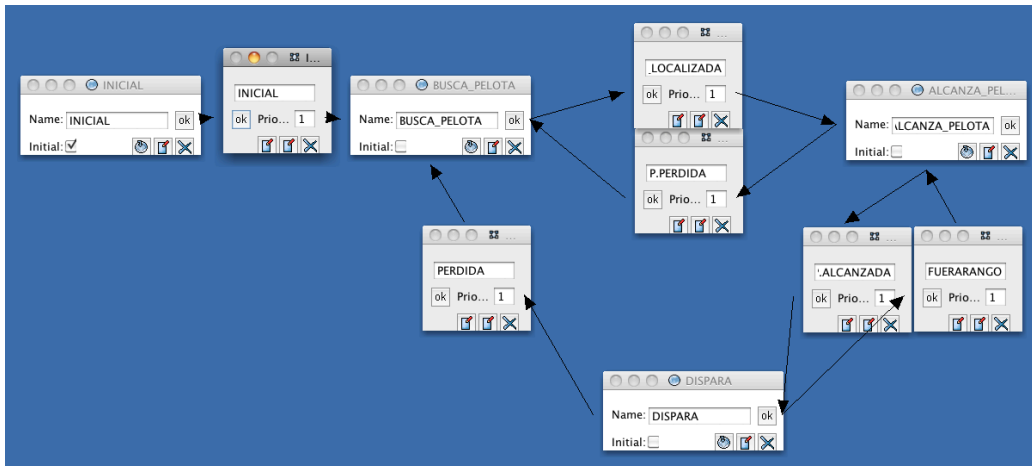 INICIAL
Name: INICIAL ok
Initial:
I...
INICIAL
ok Prio... 1
BUSCA_PELOTA
Name: BUSCA_PELOTA ok
Initial:
...
_LOCALIZADA
ok Prio... 1
...
P.PERDIDA
Prio... 1
ok
ALCANZA_PEL...
Name: ALCANZA_PELOTA ok
Initial:
...
PERDIDA
ok Prio... 1
...
'.ALCANZADA
ok Prio... 1
...
FUERARANGO
ok Prio... 1
DISPARA
Name: DISPARA ok
Initial: